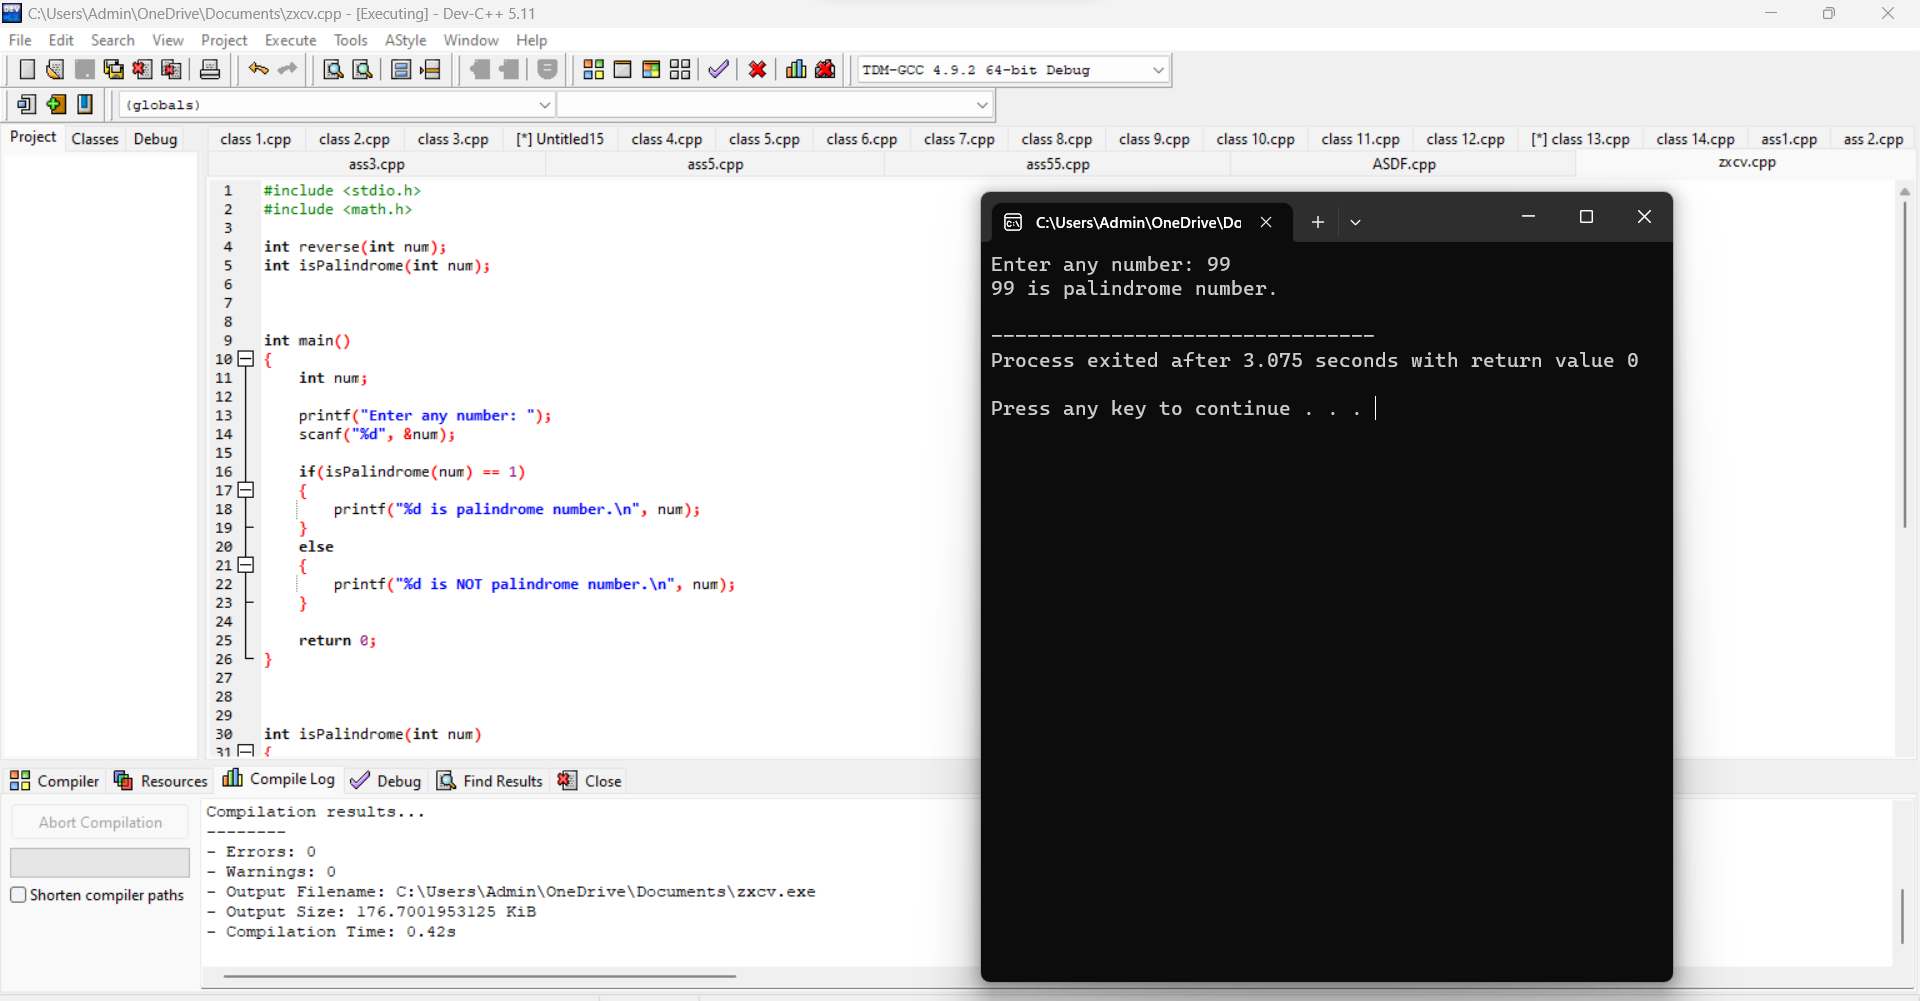 C:\Users\Admin\OneDrive\Documents\zxcv.cpp - [Executing] - Dev-C++ 5.11
File Edit Search View Project Execute Tools AStyle Window Help
TDM-GCC 4.9.2 64-bit Debug
(globals)
Project Classes Debug
class 1.cpp class 2.cpp class 3.cpp [*] Untitled15 class 4.cpp class 5.cpp class 6.cpp class 7.cpp class 8.cpp class 9.cpp class 10.cpp class 11.cpp class 12.cpp [*] class 13.cpp class 14.cpp ass1.cpp ass 2.cpp
ass3.cpp ass5.cpp ass55.cpp ASDF.cpp zxcv.cpp
1 #include <stdio.h>
2 #include <math.h>
3
4 int reverse(int num);
5 int isPalindrome(int num);
6
7
8
9 int main()
10 {
11 int num;
12
13 printf("Enter any number: ");
14 scanf("%d", &num);
15
16 if(isPalindrome(num) == 1)
17 {
18 printf("%d is palindrome number.\n", num);
19 }
20 else
21 {
22 printf("%d is NOT palindrome number.\n", num);
23 }
24
25 return 0;
26 }
27
28
29
30 int isPalindrome(int num)
31 {
C:\Users\Admin\OneDrive\Do
Enter any number: 99
99 is palindrome number.
--------------------------------
Process exited after 3.075 seconds with return value 0
Press any key to continue . . .
Compiler Resources Compile Log Debug Find Results Close
Abort Compilation
Shorten compiler paths
Compilation results...
--------
- Errors: 0
- Warnings: 0
- Output Filename: C:\Users\Admin\OneDrive\Documents\zxcv.exe
- Output Size: 176.7001953125 KiB
- Compilation Time: 0.42s